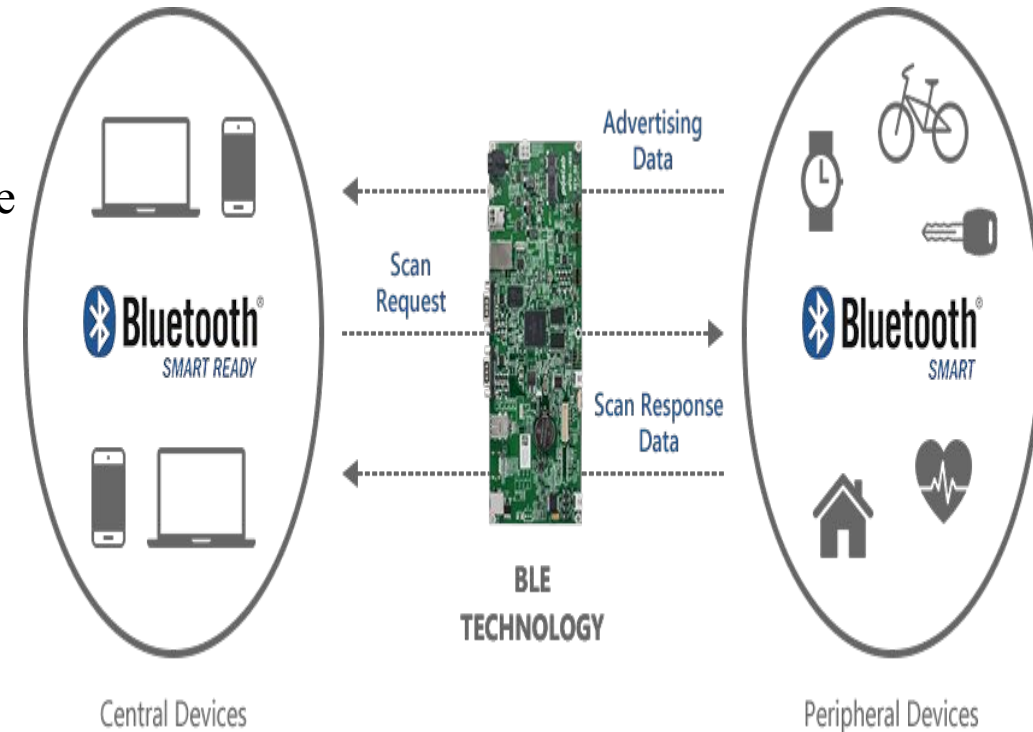 Advertising
Data
e
Scan
Request
Bluetooth®
SMART READY
Bluetooth®
SMART
Scan Response
Data
BLE
TECHNOLOGY
Central Devices
Peripheral Devices